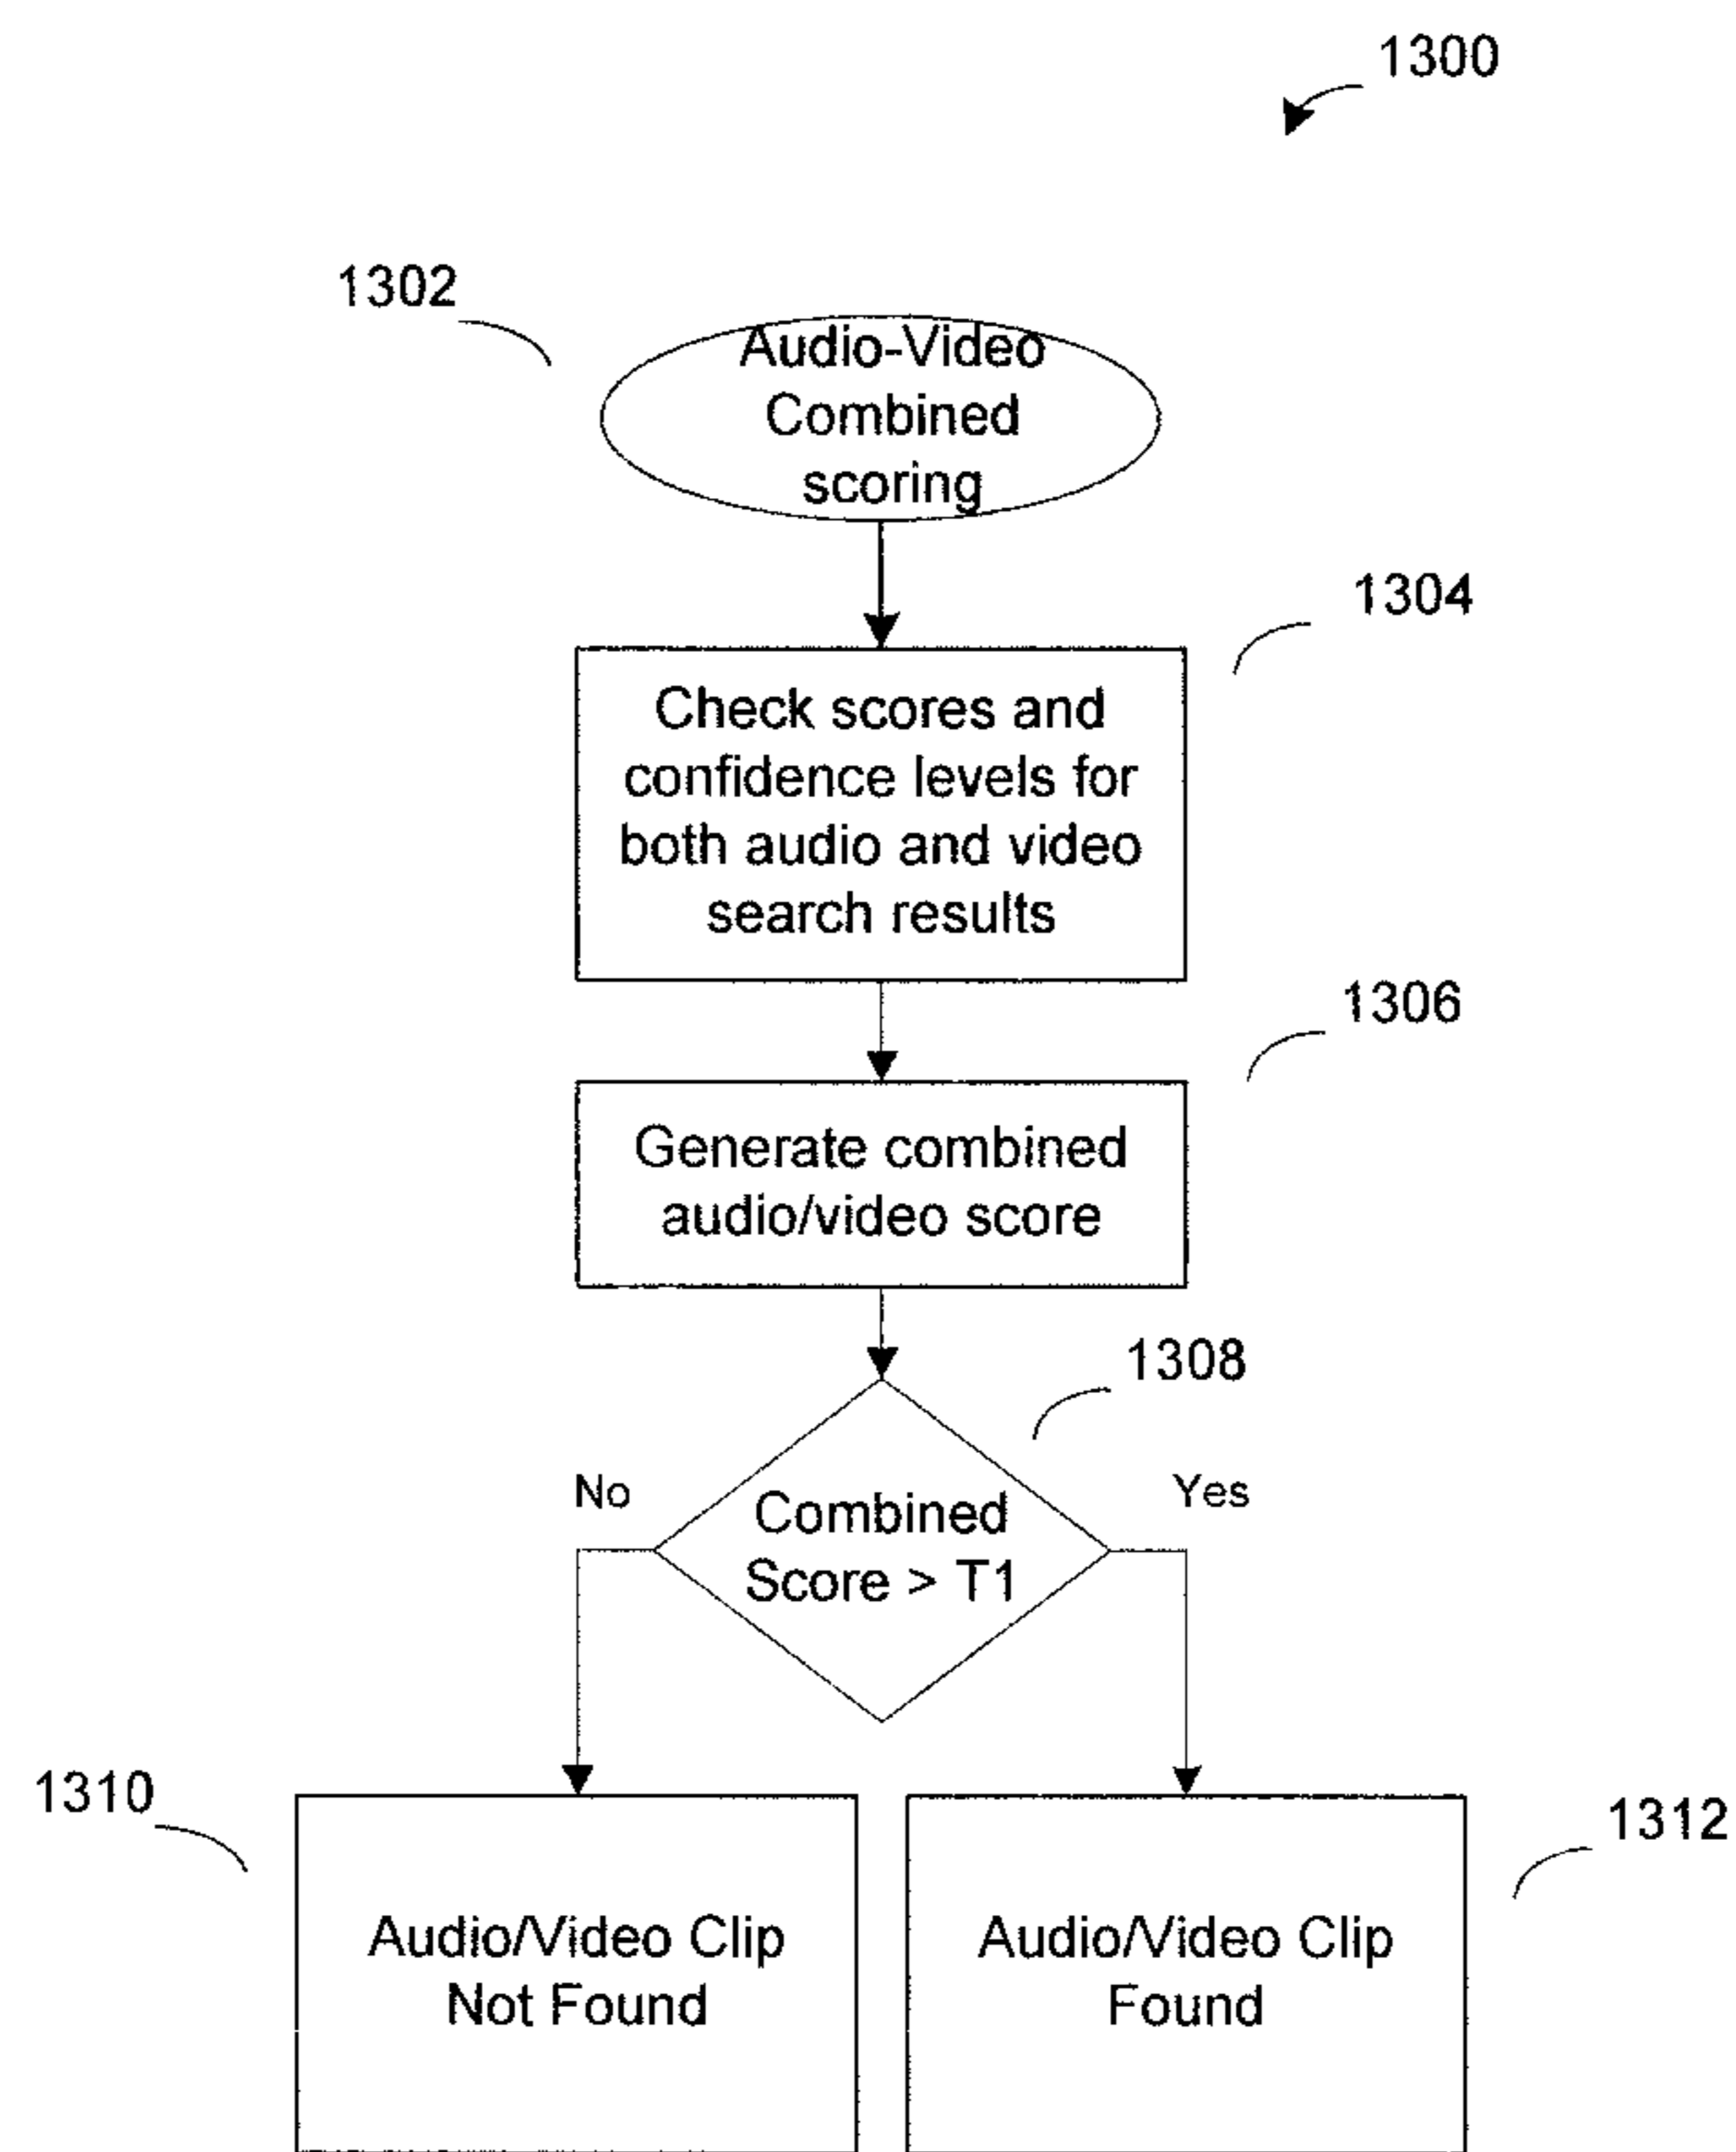 1300
1302
Audio-Video
Combined
scoring
1304
Check scores and
confidence levels for
both audio and video
search results
1306
Generate combined
audio/video score
1308
No
Yes
Combined
Score > T1
1310
1312
Audio/Video Clip
Not Found
Audio/Video Clip
Found